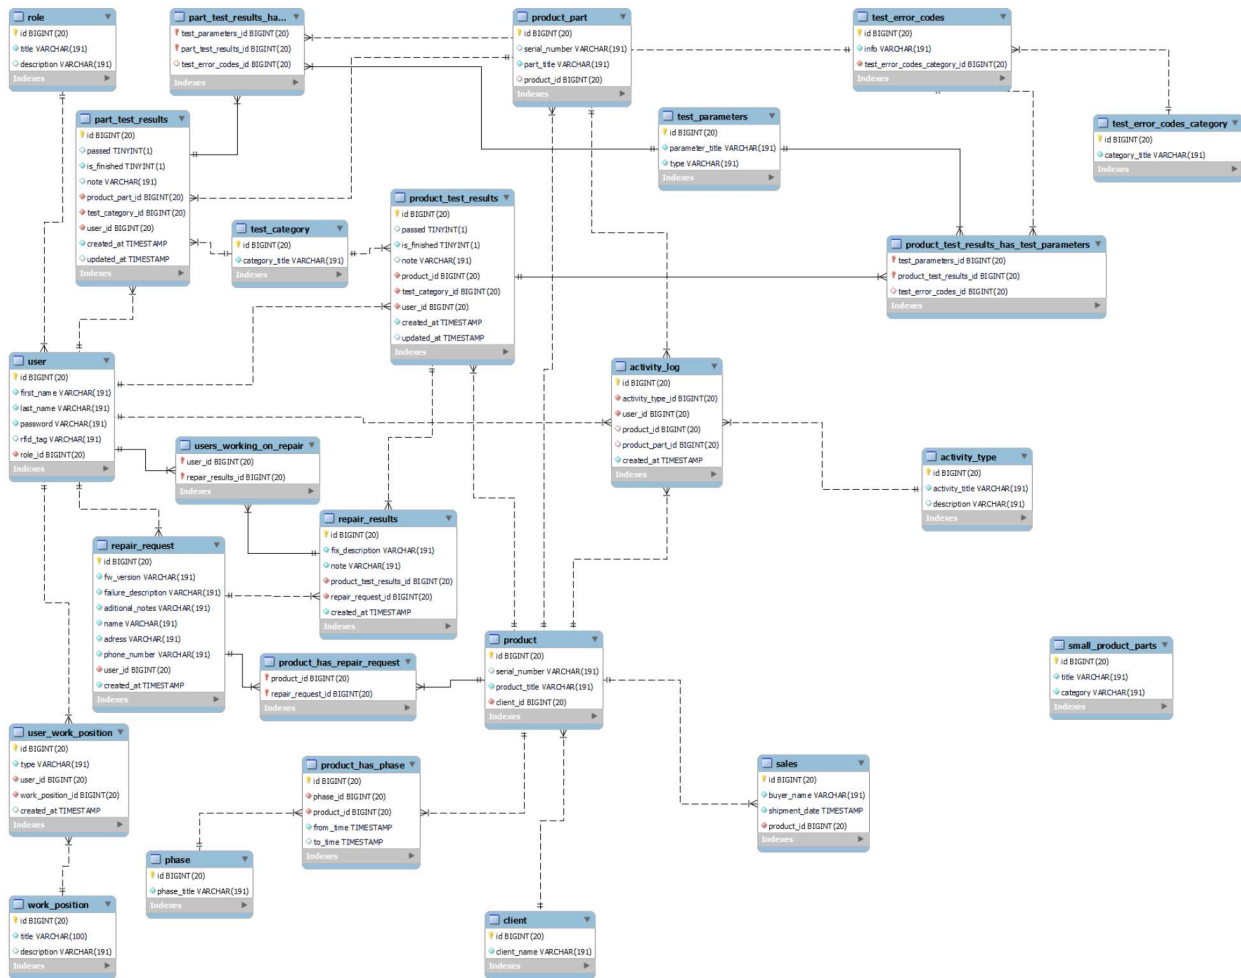 role
id BIGINT(20)
title VARCHAR(191)
description VARCHAR(191)
Indexes
part_test_results_ha...
test_parameters_id BIGINT(20)
part_test_results_id BIGINT(20)
test_error_codes_id BIGINT(20)
Indexes
product_part
id BIGINT(20)
serial_number VARCHAR(191)
part_title VARCHAR(191)
product_id BIGINT(20)
Indexes
test_error_codes
id BIGINT(20)
info VARCHAR(191)
test_error_codes_category_id BIGINT(20)
Indexes
part_test_results
id BIGINT(20)
passed TINYINT(1)
is_finished TINYINT(1)
note VARCHAR(191)
product_part_id BIGINT(20)
test_category_id BIGINT(20)
user_id BIGINT(20)
created_at TIMESTAMP
updated_at TIMESTAMP
Indexes
test_parameters
id BIGINT(20)
parameter_title VARCHAR(191)
type VARCHAR(191)
Indexes
test_error_codes_category
id BIGINT(20)
category_title VARCHAR(191)
Indexes
test_category
id BIGINT(20)
category_title VARCHAR(191)
Indexes
product_test_results
id BIGINT(20)
passed TINYINT(1)
is_finished TINYINT(1)
note VARCHAR(191)
product_id BIGINT(20)
test_category_id BIGINT(20)
user_id BIGINT(20)
created_at TIMESTAMP
updated_at TIMESTAMP
Indexes
product_test_results_has_test_parameters
test_parameters_id BIGINT(20)
product_test_results_id BIGINT(20)
test_error_codes_id BIGINT(20)
Indexes
user
id BIGINT(20)
first_name VARCHAR(191)
last_name VARCHAR(191)
password VARCHAR(191)
rfid_tag VARCHAR(191)
role_id BIGINT(20)
Indexes
activity_log
id BIGINT(20)
activity_type_id BIGINT(20)
user_id BIGINT(20)
product_id BIGINT(20)
product_part_id BIGINT(20)
created_at TIMESTAMP
Indexes
users_working_on_repair
user_id BIGINT(20)
repair_results_id BIGINT(20)
Indexes
activity_type
id BIGINT(20)
activity_title VARCHAR(191)
description VARCHAR(191)
Indexes
repair_request
id BIGINT(20)
fw_version VARCHAR(191)
failure_description VARCHAR(191)
aditional_notes VARCHAR(191)
name VARCHAR(191)
adress VARCHAR(191)
phone_number VARCHAR(191)
user_id BIGINT(20)
created_at TIMESTAMP
Indexes
repair_results
id BIGINT(20)
fix_description VARCHAR(191)
note VARCHAR(191)
product_test_results_id BIGINT(20)
repair_request_id BIGINT(20)
created_at TIMESTAMP
Indexes
product_has_repair_request
product_id BIGINT(20)
repair_request_id BIGINT(20)
Indexes
product
id BIGINT(20)
serial_number VARCHAR(191)
product_title VARCHAR(191)
client_id BIGINT(20)
Indexes
small_product_parts
id BIGINT(20)
title VARCHAR(191)
category VARCHAR(191)
Indexes
user_work_position
id BIGINT(20)
type VARCHAR(191)
user_id BIGINT(20)
work_position_id BIGINT(20)
created_at TIMESTAMP
Indexes
product_has_phase
id BIGINT(20)
phase_id BIGINT(20)
product_id BIGINT(20)
from_time TIMESTAMP
to_time TIMESTAMP
Indexes
sales
id BIGINT(20)
buyer_name VARCHAR(191)
shipment_date TIMESTAMP
product_id BIGINT(20)
Indexes
phase
id BIGINT(20)
phase_title VARCHAR(191)
Indexes
work_position
id BIGINT(20)
title VARCHAR(100)
description VARCHAR(191)
Indexes
client
id BIGINT(20)
client_name VARCHAR(191)
Indexes